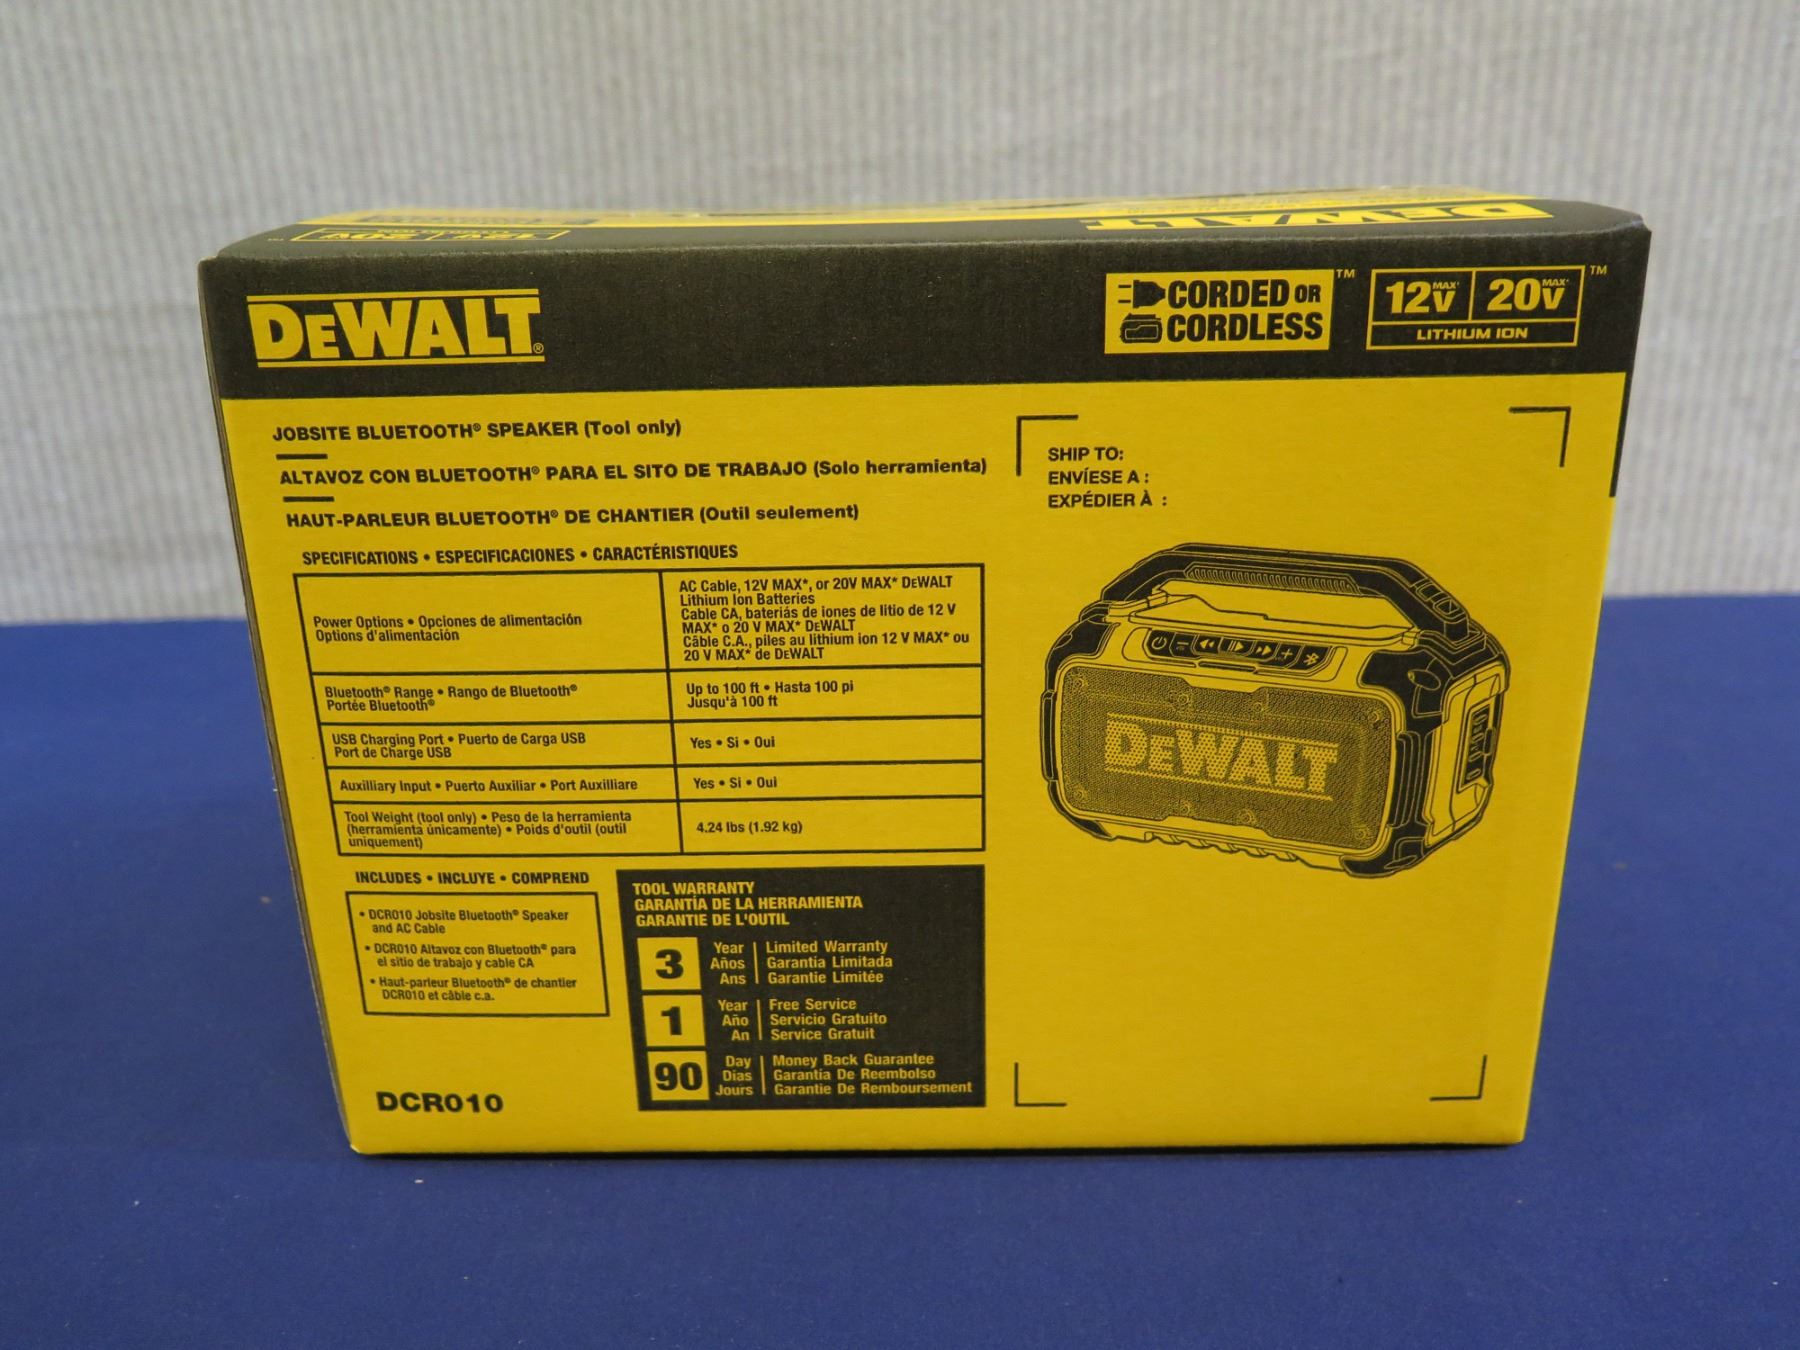 DEWALT
12V 20V
DEWALT®
CORDED OR
CORDLESS™
12V MAX* 20V MAX*™
LITHIUM ION
JOBSITE BLUETOOTH® SPEAKER (Tool only)
ALTAVOZ CON BLUETOOTH® PARA EL SITO DE TRABAJO (Solo herramienta)
HAUT-PARLEUR BLUETOOTH® DE CHANTIER (Outil seulement)
SPECIFICATIONS • ESPECIFICACIONES • CARACTÉRISTIQUES
Power Options • Opciones de alimentación
Options d'alimentación
AC Cable, 12V MAX*, or 20V MAX* DEWALT
Lithium Ion Batteries
Cable CA, bateriás de iones de litio de 12 V
MAX* o 20 V MAX* DEWALT
Câble C.A., piles au lithium ion 12 V MAX* ou
20 V MAX* de DEWALT
Bluetooth® Range • Rango de Bluetooth®
Portée Bluetooth®
Up to 100 ft • Hasta 100 pi
Jusqu'à 100 ft
USB Charging Port • Puerto de Carga USB
Port de Charge USB
Yes • Si • Oui
Auxilliary Input • Puerto Auxiliar • Port Auxilliare
Yes • Si • Oui
Tool Weight (tool only) • Peso de la herramienta
(herramienta únicamente) • Poids d'outil (outil
uniquement)
4.24 lbs (1.92 kg)
INCLUDES • INCLUYE • COMPREND
• DCR010 Jobsite Bluetooth® Speaker
and AC Cable
• DCR010 Altavoz con Bluetooth® para
el sitio de trabajo y cable CA
• Haut-parleur Bluetooth® de chantier
DCR010 et câble c.a.
DCR010
TOOL WARRANTY
GARANTÍA DE LA HERRAMIENTA
GARANTIE DE L'OUTIL
3 Year Limited Warranty
Años Garantia Limitada
Ans Garantie Limitée
1 Year Free Service
Año Servicio Gratuito
An Service Gratuit
90 Day Money Back Guarantee
Dias Garantia De Reembolso
Jours Garantie De Remboursement
SHIP TO:
ENVÍESE A :
EXPÉDIER À :
DEWALT